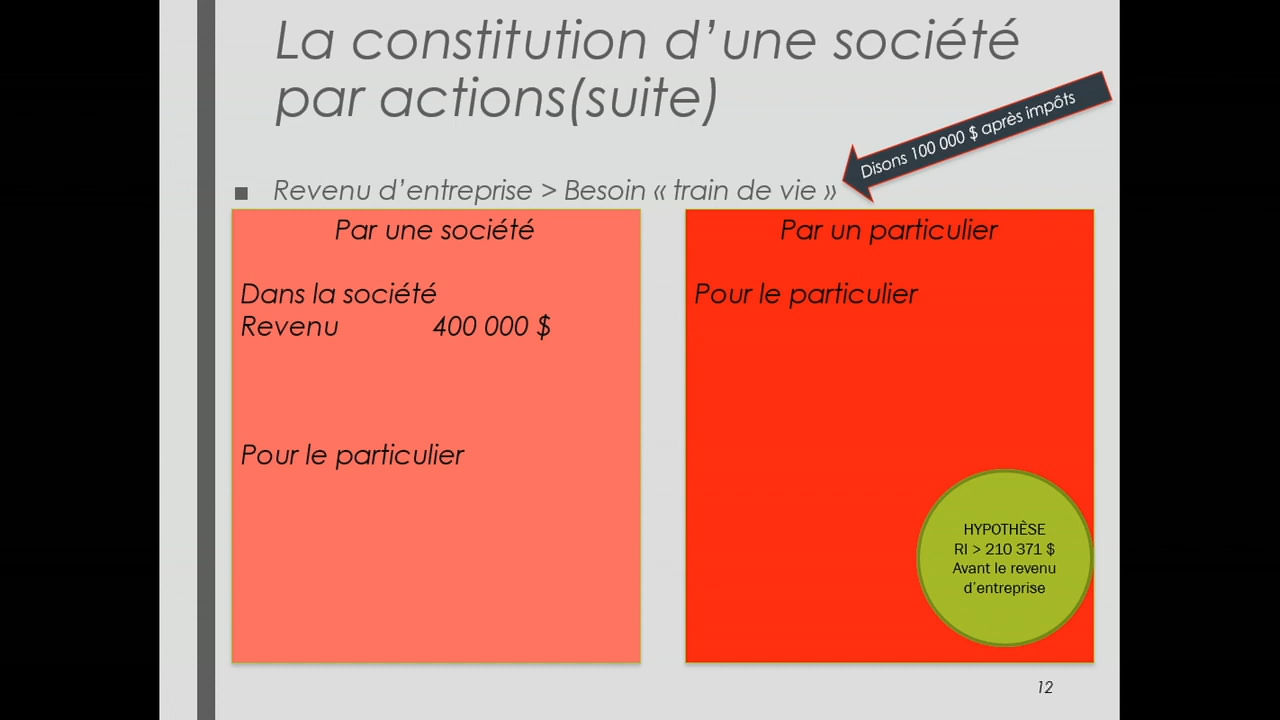 La constitution d’une société
par actions(suite)
Disons 100 000 $ après impôts
■ Revenu d’entreprise > Besoin « train de vie »
Par une société
Dans la société
Revenu 400 000 $
Pour le particulier
Par un particulier
Pour le particulier
HYPOTHÈSE
RI > 210 371 $
Avant le revenu
d’entreprise
12